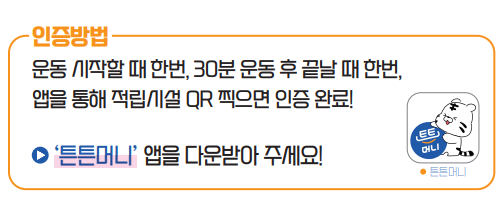 인증방법
운동 시작할 때 한번, 30분 운동 후 끝날 때 한번,
앱을 통해 적립시설 QR 찍으면 인증 완료!
'튼튼머니' 앱을 다운받아 주세요!
튼튼
머니
튼튼머니